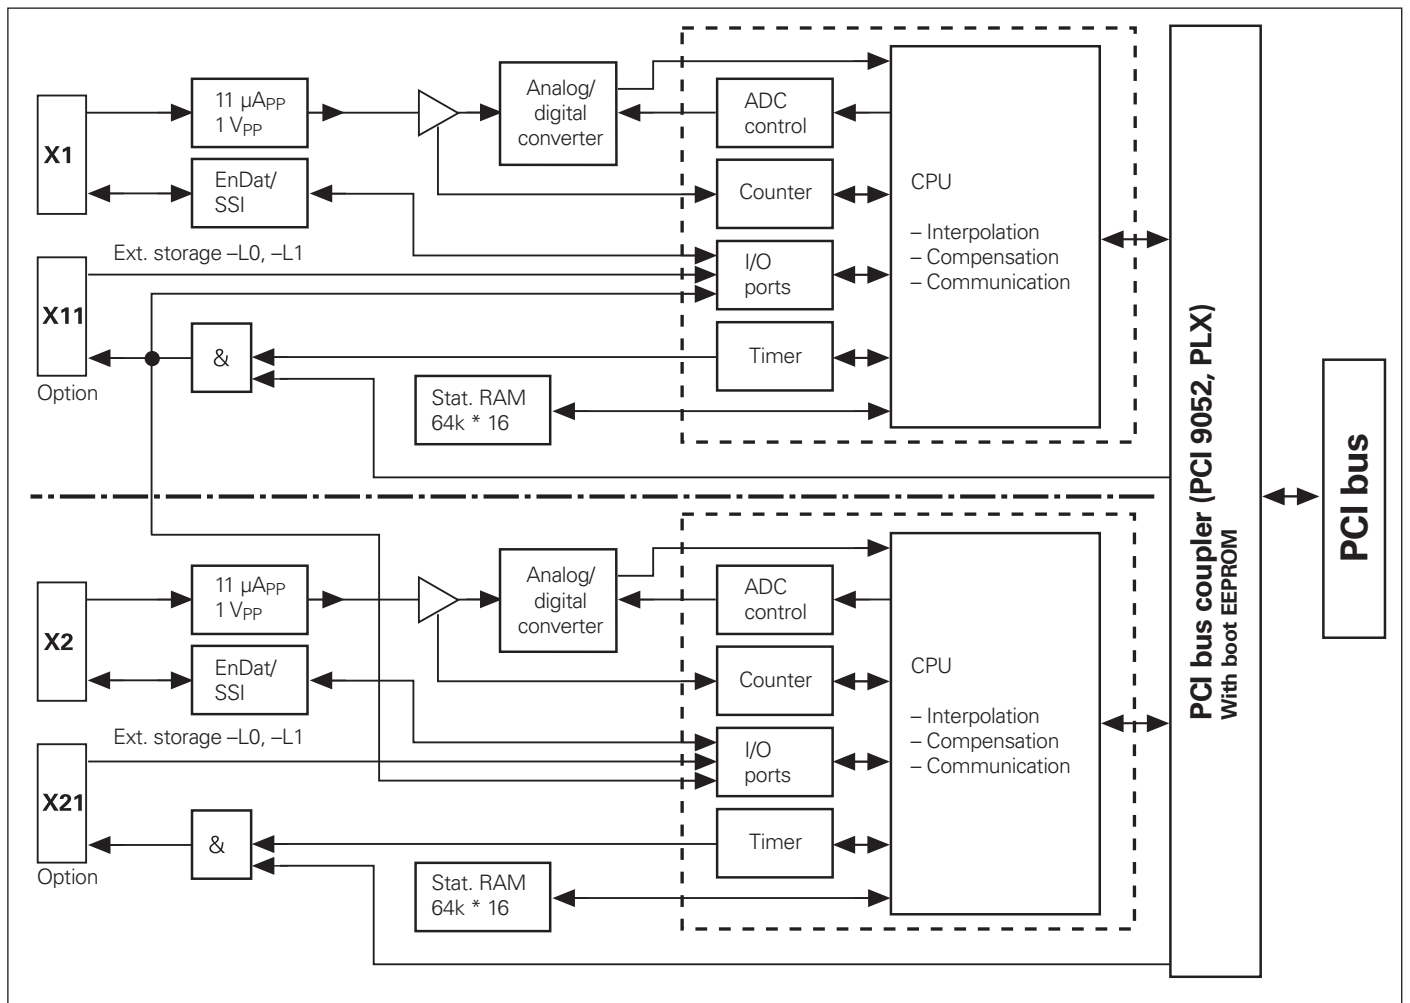 X1
11 µAPP
1 VPP
EnDat/
SSI
Analog/
digital
converter
ADC
control
Counter
CPU
– Interpolation
– Compensation
– Communication
Ext. storage –L0, –L1
X11
Option
&
I/O
ports
Timer
Stat. RAM
64k * 16
X2
11 µAPP
1 VPP
EnDat/
SSI
Analog/
digital
converter
ADC
control
Counter
CPU
– Interpolation
– Compensation
– Communication
Ext. storage –L0, –L1
X21
Option
&
I/O
ports
Timer
Stat. RAM
64k * 16
PCI bus coupler (PCI 9052, PLX)
With boot EEPROM
PCI bus